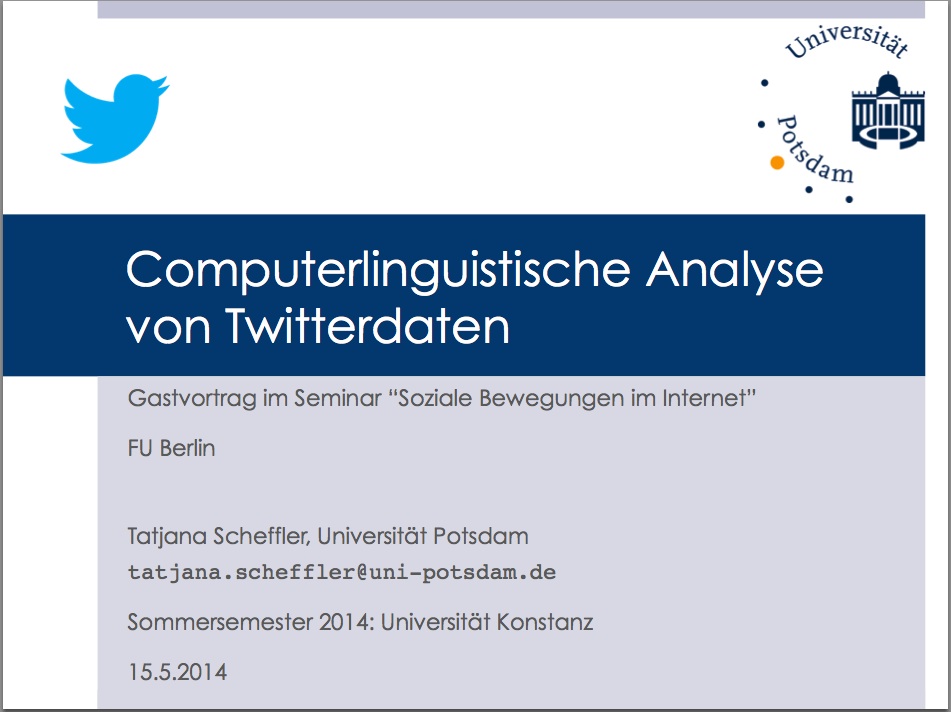 Universität
Potsdam
Computerlinguistische Analyse
von Twitterdaten
Gastvortrag im Seminar “Soziale Bewegungen im Internet”
FU Berlin
Tatjana Scheffler, Universität Potsdam
tatjana.scheffler@uni-potsdam.de
Sommersemester 2014: Universität Konstanz
15.5.2014